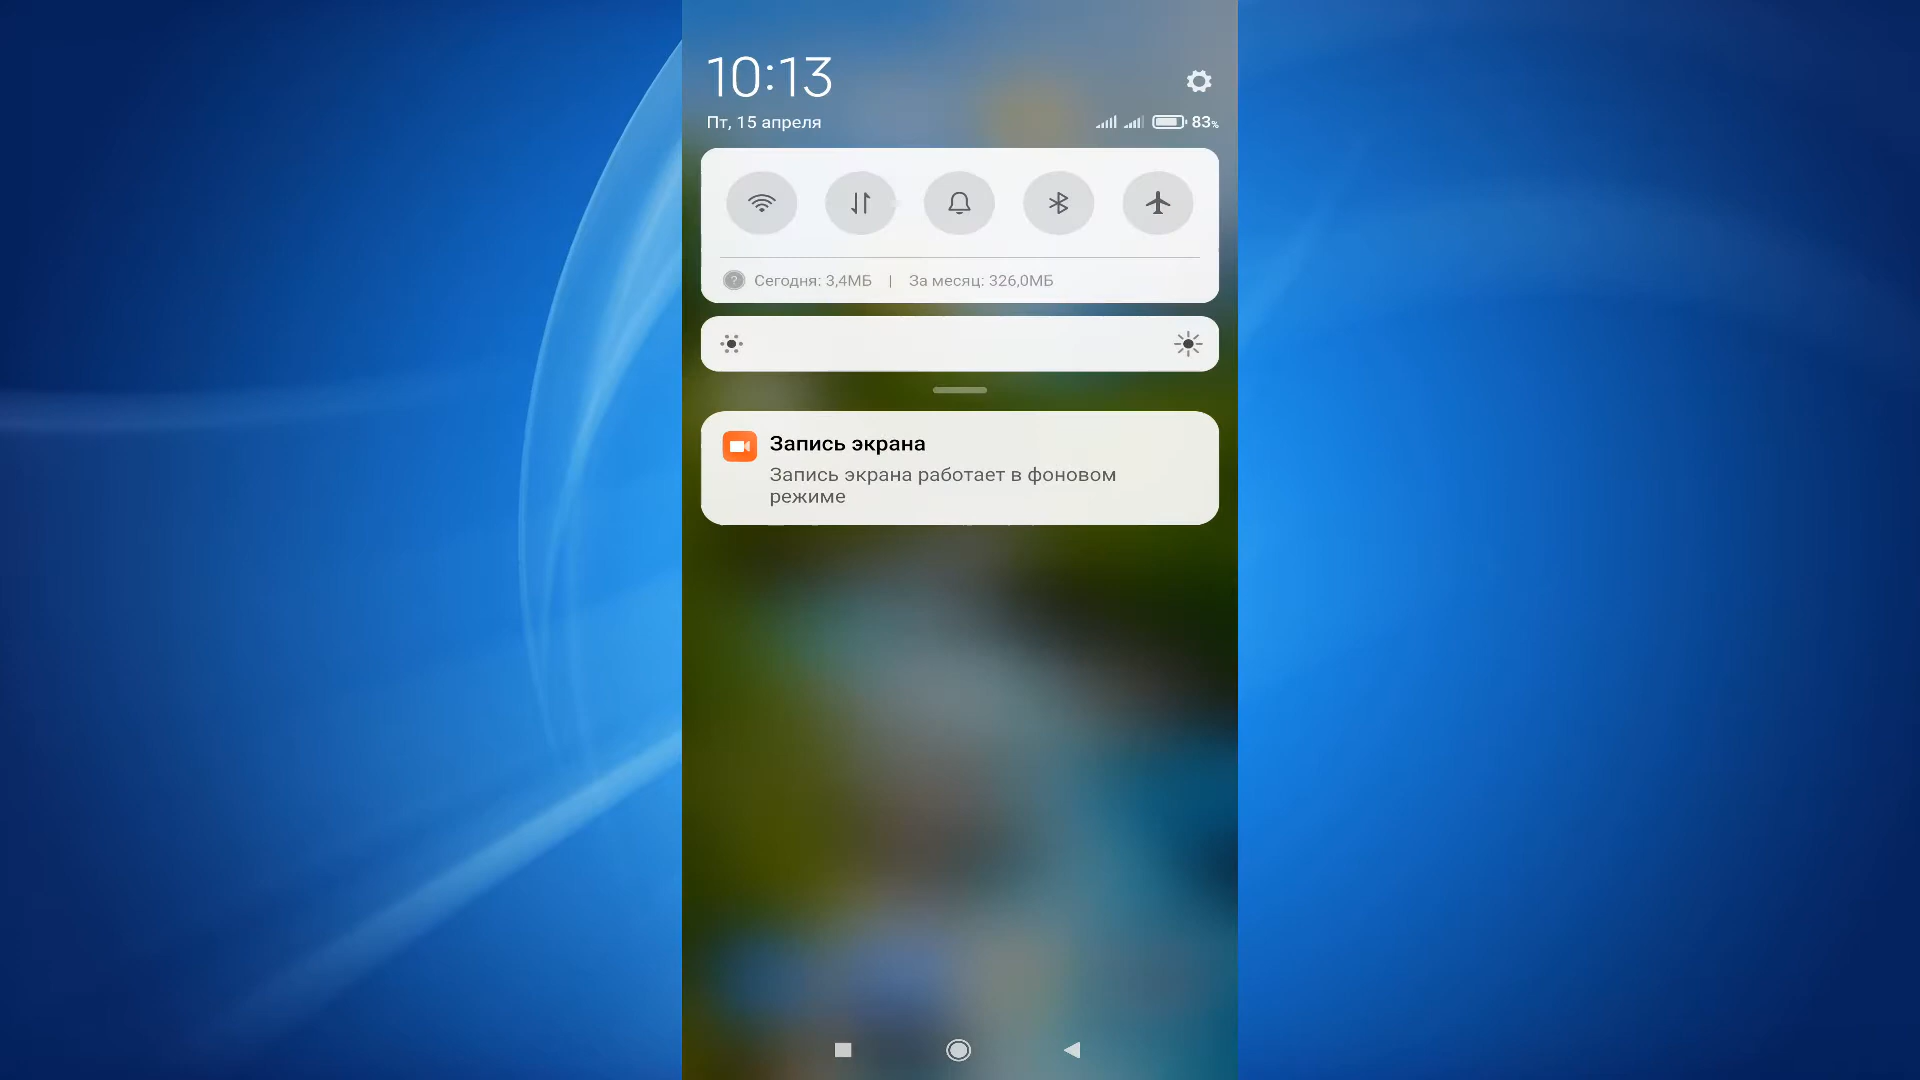 10:13
Пт, 15 апреля
83%
Сегодня: 3,4МБ | За месяц: 326,0МБ
Запись экрана
Запись экрана работает в фоновом
режиме